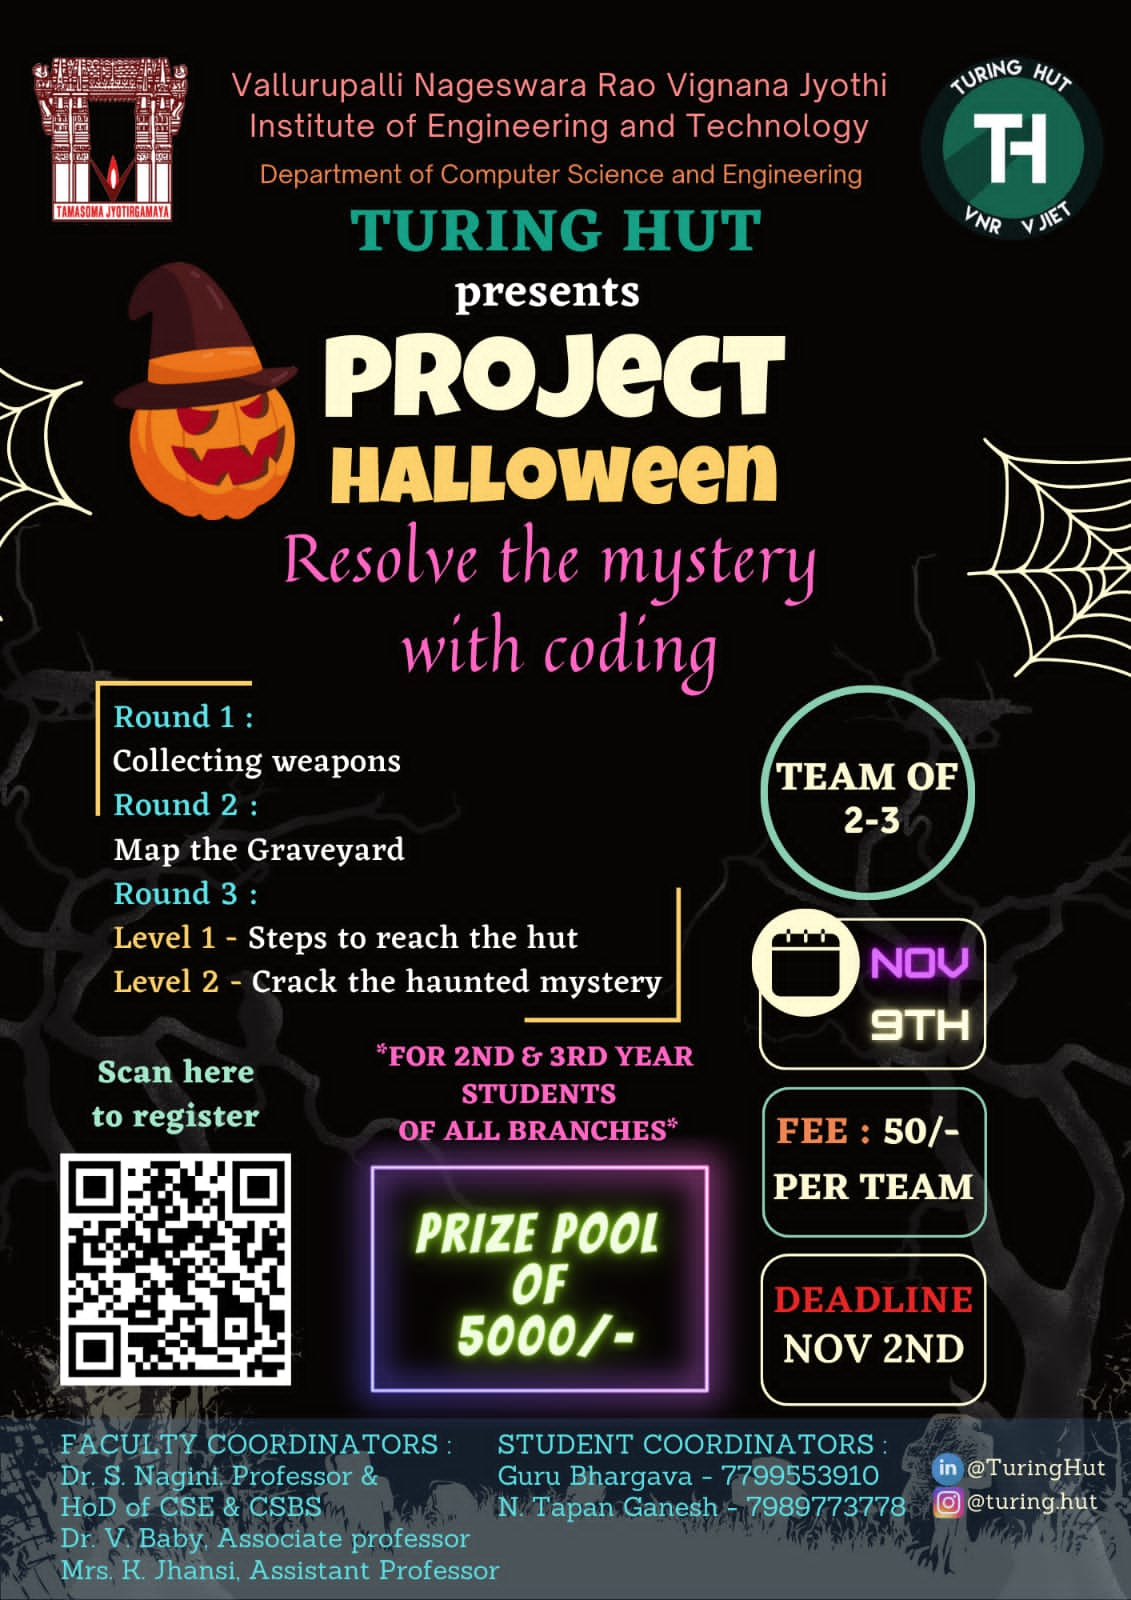 Vallurupalli Nageswara Rao Vignana Jyothi
Institute of Engineering and Technology
Department of Computer Science and Engineering
TAMASOMA JYOTIRGAMAYA
TURING HUT
TH
VNR VJIET
TURING HUT
presents
PROJECT
HALLOWEEN
Resolve the mystery
with coding
Round 1 :
Collecting weapons
Round 2 :
Map the Graveyard
Round 3 :
Level 1 - Steps to reach the hut
Level 2 - Crack the haunted mystery
TEAM OF
2-3
NOV
9TH
Scan here
to register
*FOR 2ND & 3RD YEAR
STUDENTS
OF ALL BRANCHES*
FEE : 50/-
PER TEAM
PRIZE POOL
OF
5000/-
DEADLINE
NOV 2ND
FACULTY COORDINATORS :
Dr. S. Nagini. Professor &
HoD of CSE & CSBS
Dr. V. Baby, Associate professor
Mrs. K. Jhansi, Assistant Professor
STUDENT COORDINATORS :
Guru Bhargava - 7799553910
N. Tapan Ganesh - 7989773778
in @TuringHut
@turing.hut